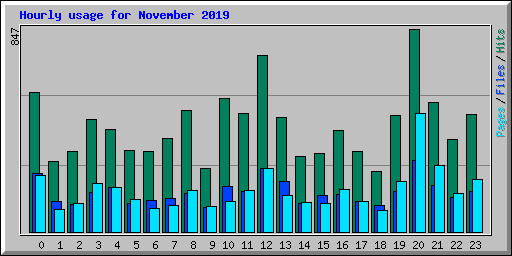 Hourly usage for November 2019
847
Pages / Files / Hits
0 1 2 3 4 5 6 7 8 9 10 11 12 13 14 15 16 17 18 19 20 21 22 23